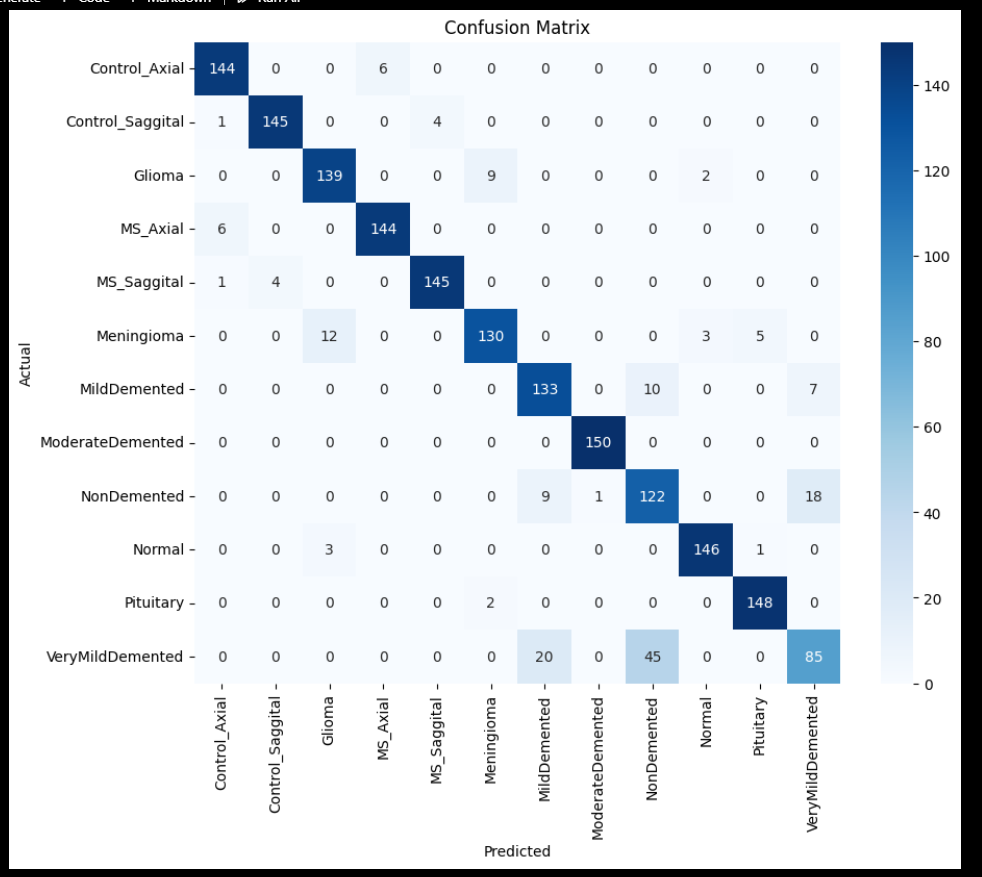 Code
Markdown
Run All
Confusion Matrix
Control_Axial 144 0 0 6 0 0 0 0 0 0 0 0
Control_Saggital 1 145 0 0 4 0 0 0 0 0 0 0
Glioma 0 0 139 0 0 9 0 0 0 2 0 0
MS_Axial 6 0 0 144 0 0 0 0 0 0 0 0
MS_Saggital 1 4 0 0 145 0 0 0 0 0 0 0
Meningioma 0 0 12 0 0 130 0 0 0 3 5 0
MildDemented 0 0 0 0 0 0 133 0 10 0 0 7
ModerateDemented 0 0 0 0 0 0 0 150 0 0 0 0
NonDemented 0 0 0 0 0 0 9 1 122 0 0 18
Normal 0 0 3 0 0 0 0 0 0 146 1 0
Pituitary 0 0 0 0 0 2 0 0 0 0 148 0
VeryMildDemented 0 0 0 0 0 0 20 0 45 0 0 85
Actual
Control_Axial
Control_Saggital
Glioma
MS_Axial
MS_Saggital
Meningioma
MildDemented
ModerateDemented
NonDemented
Normal
Pituitary
VeryMildDemented
Predicted
140
120
100
80
60
40
20
0